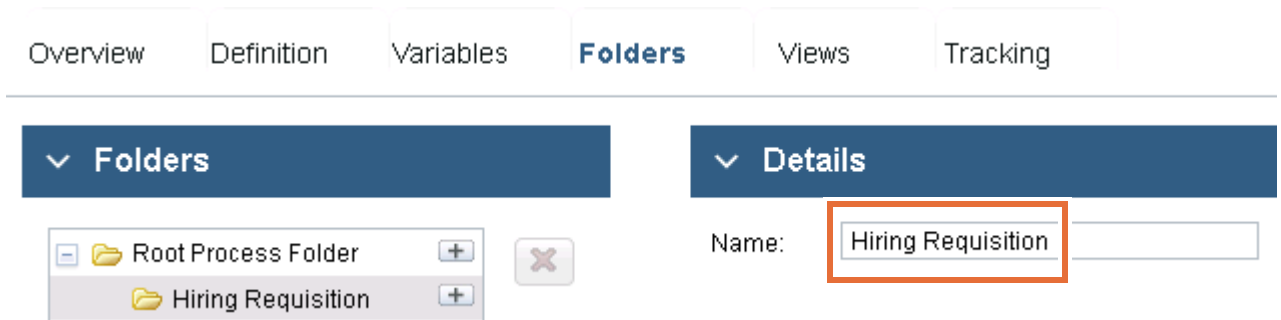 Overview Definition Variables Folders Views Tracking
Folders
Details
Root Process Folder
Hiring Requisition
Name: Hiring Requisition